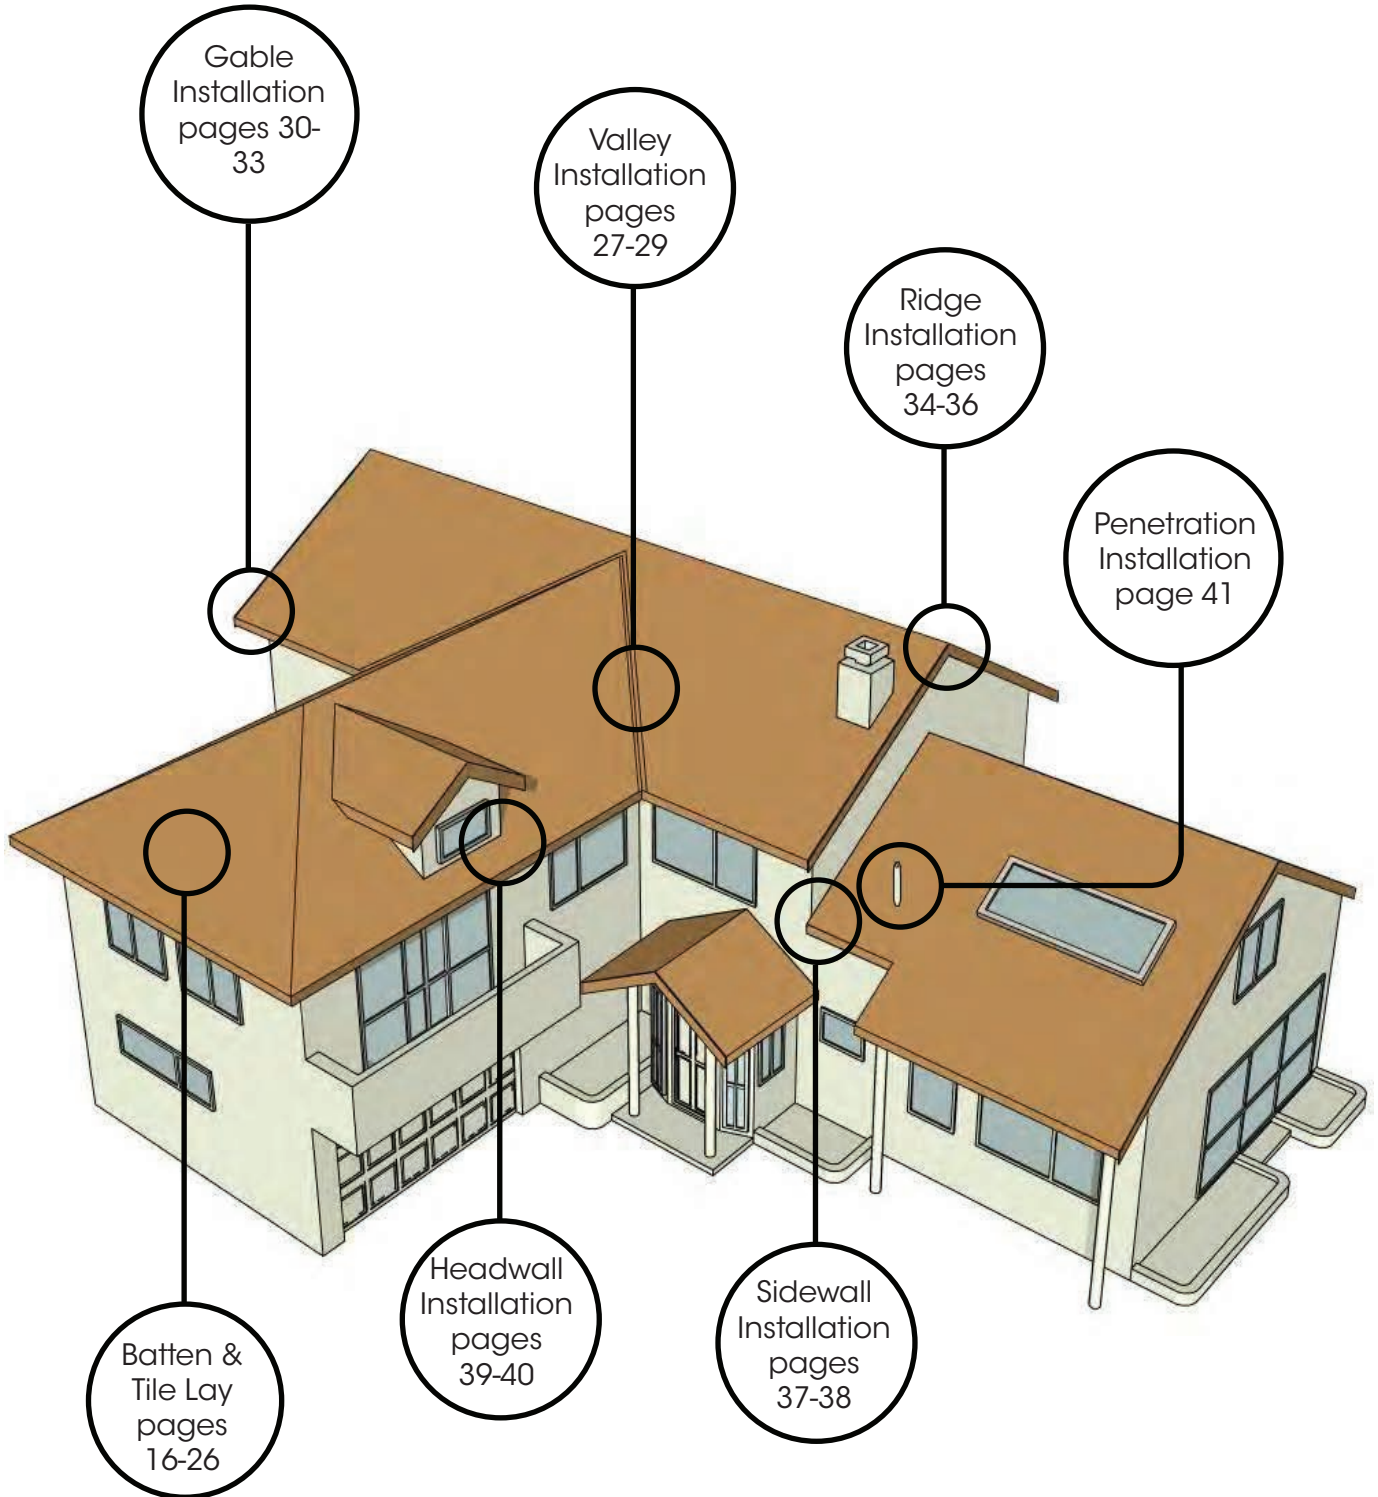 Gable
Installation
pages 30-
33
Valley
Installation
pages
27-29
Ridge
Installation
pages
34-36
Penetration
Installation
page 41
Headwall
Installation
pages
39-40
Sidewall
Installation
pages
37-38
Batten &
Tile Lay
pages
16-26